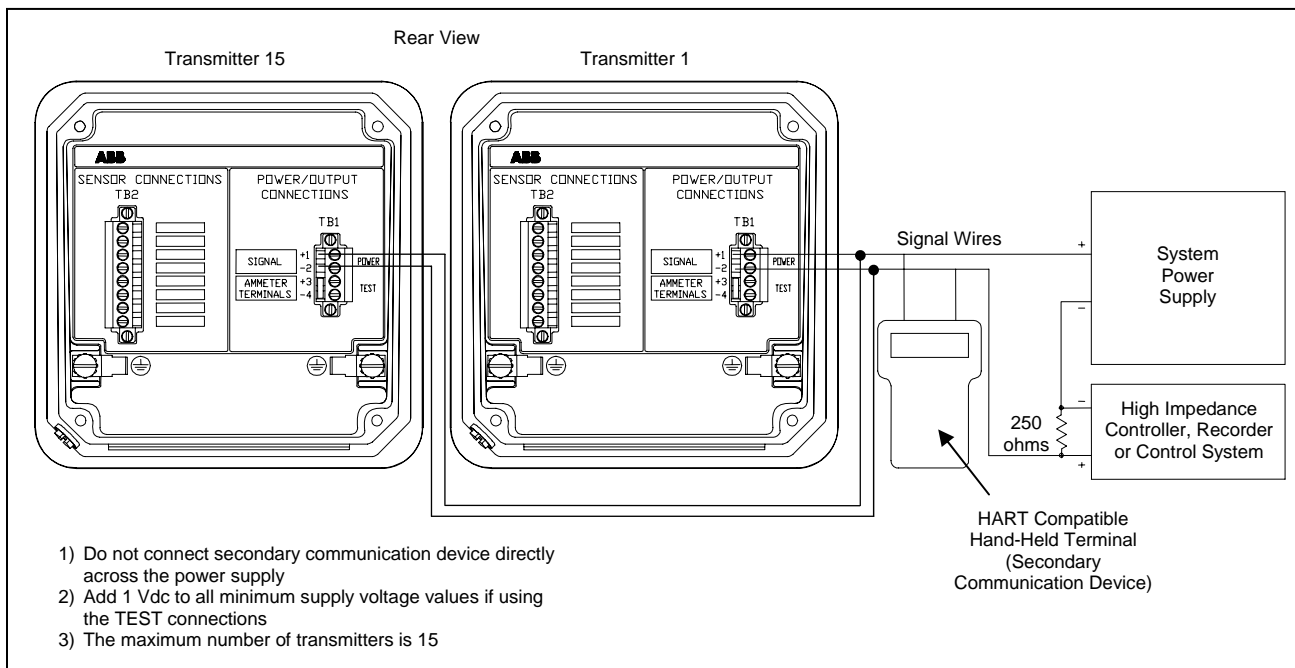 Rear View
Transmitter 15
Transmitter 1
ABB
SENSOR CONNECTIONS
TB2
POWER/OUTPUT
CONNECTIONS
TB1
SIGNAL
+1
-2
POWER
AMMETER
TERMINALS
+3
-4
TEST
ABB
SENSOR CONNECTIONS
TB2
POWER/OUTPUT
CONNECTIONS
TB1
SIGNAL
+1
-2
POWER
AMMETER
TERMINALS
+3
-4
TEST
Signal Wires
+
System
Power
Supply
–
–
High Impedance
Controller, Recorder
or Control System
+
250
ohms
HART Compatible
Hand-Held Terminal
(Secondary
Communication Device)
1) Do not connect secondary communication device directly
across the power supply
2) Add 1 Vdc to all minimum supply voltage values if using
the TEST connections
3) The maximum number of transmitters is 15